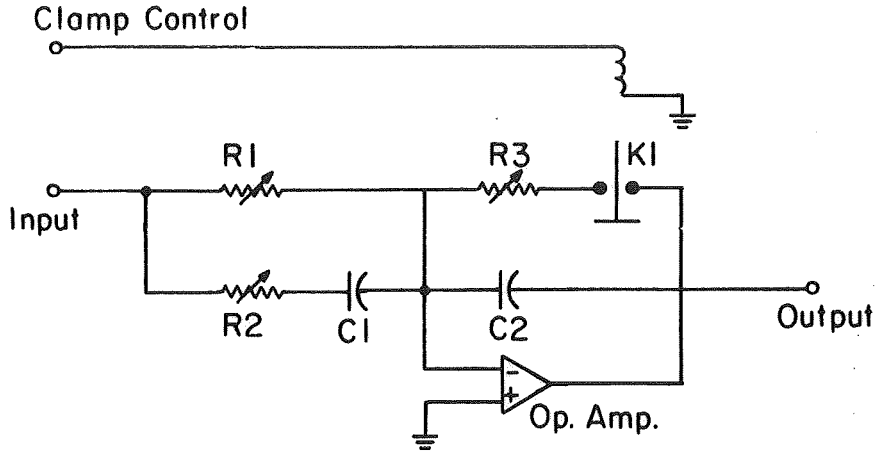 Clamp Control
R1
R3
K1
Input
R2
C1
C2
Output
-
+
Op. Amp.